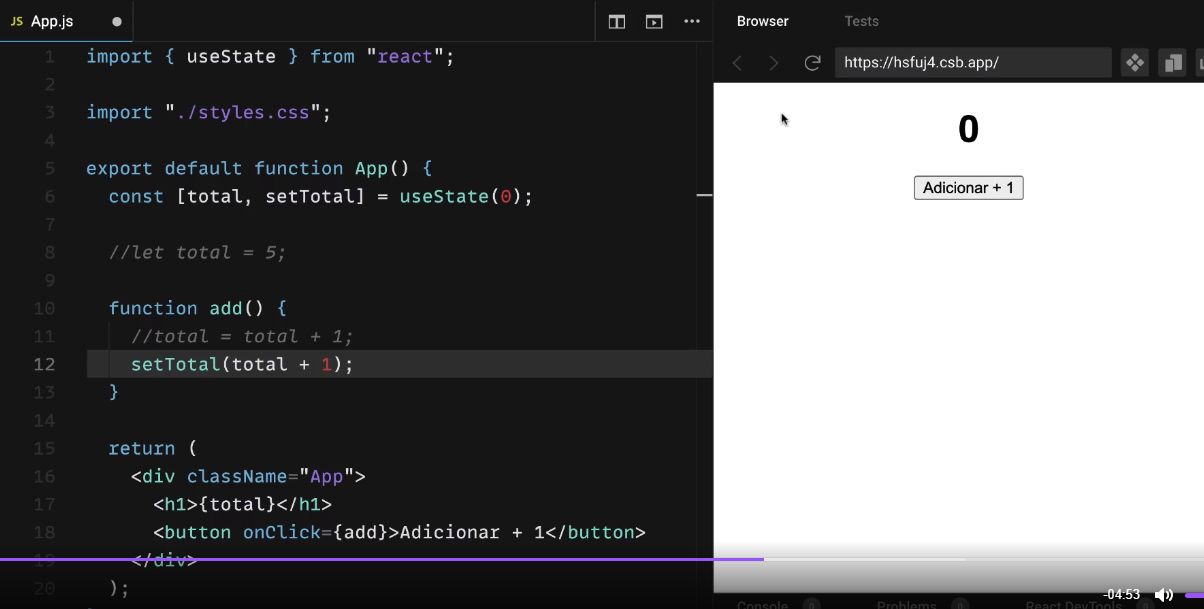 JS App.js
Browser Tests
https://hsfuj4.csb.app/
1 import { useState } from "react";
2
3 import "./styles.css";
4
5 export default function App() {
6 const [total, setTotal] = useState(0);
7
8 //let total = 5;
9
10 function add() {
11 //total = total + 1;
12 setTotal(total + 1);
13 }
14
15 return (
16 <div className="App">
17 <h1>{total}</h1>
18 <button onClick={add}>Adicionar + 1</button>
19 </div>
20 );
0
Adicionar + 1
-04:53
Console 0 Problems 0 React DevTools 0